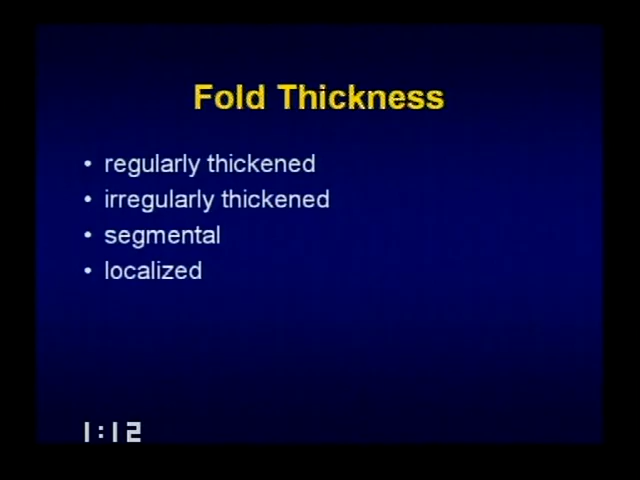 Fold Thickness
• regularly thickened
• irregularly thickened
• segmental
• localized
1:12